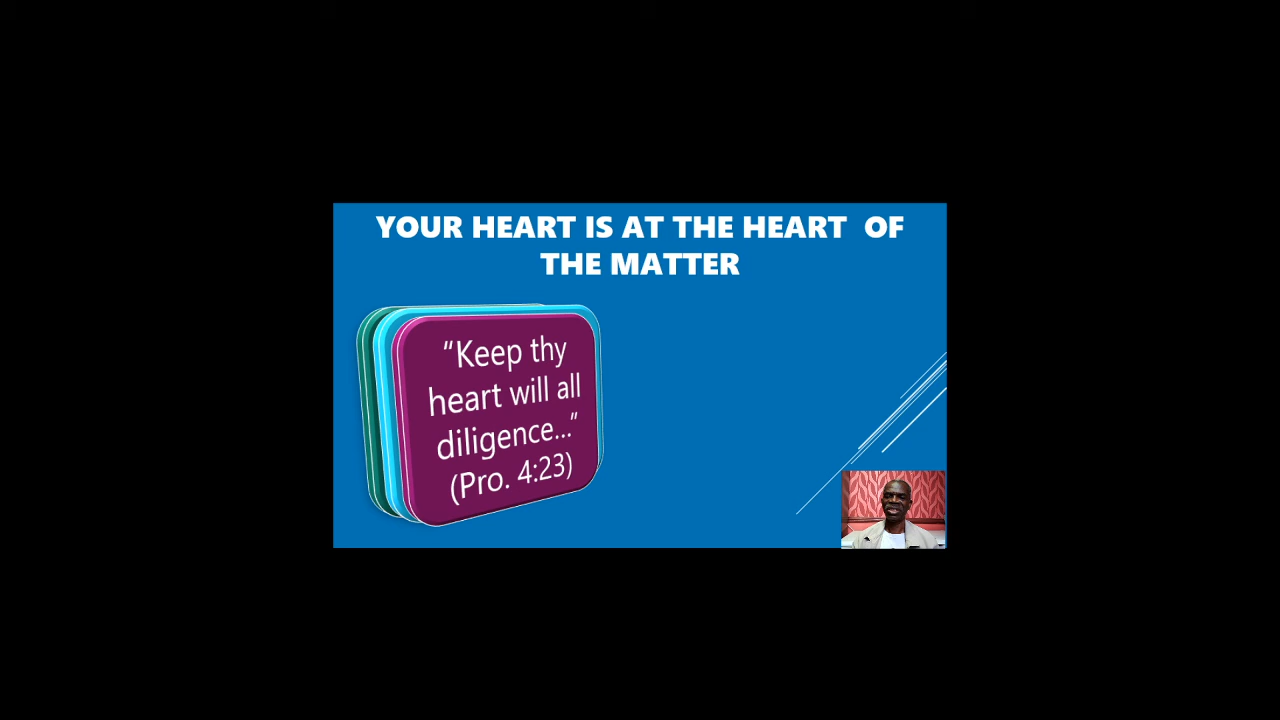 YOUR HEART IS AT THE HEART OF
THE MATTER
“Keep thy
heart will all
diligence...”
(Pro. 4:23)